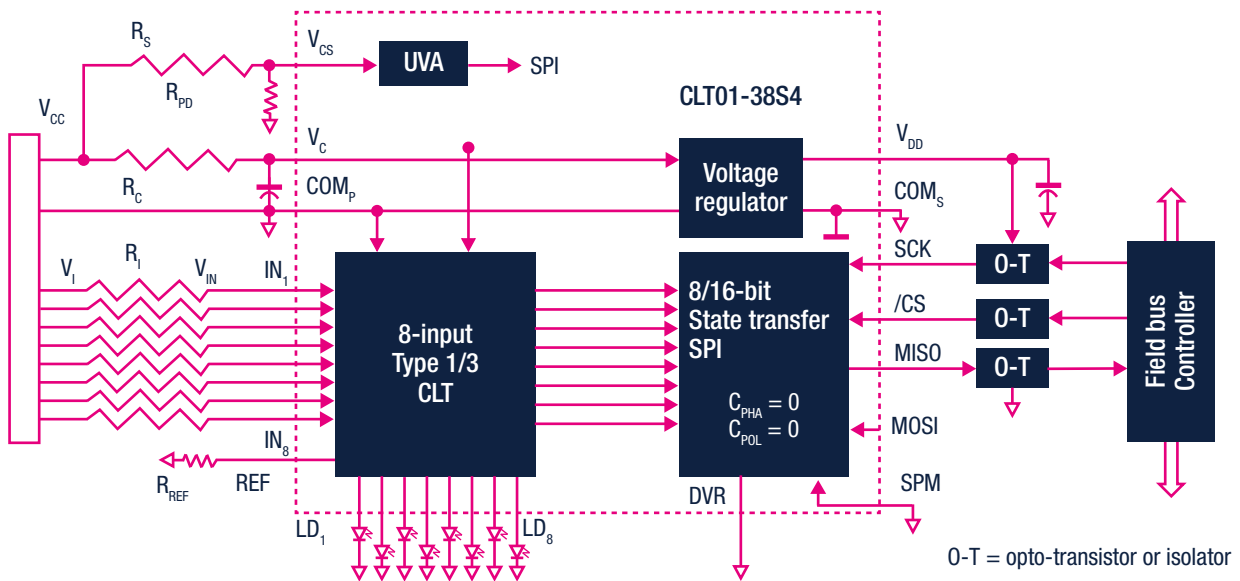 R_S
V_CS
UVA
SPI
R_PD
CLT01-38S4
V_CC
V_C
V_DD
R_C
COM_P
Voltage
regulator
COM_S
SCK
O-T
V_I
R_I
V_IN
IN_1
8-input
Type 1/3
CLT
8/16-bit
State transfer
SPI
C_PHA = 0
C_POL = 0
/CS
O-T
MISO
O-T
Field bus
Controller
MOSI
IN_8
R_REF
REF
DVR
SPM
LD_1
LD_8
O-T = opto-transistor or isolator